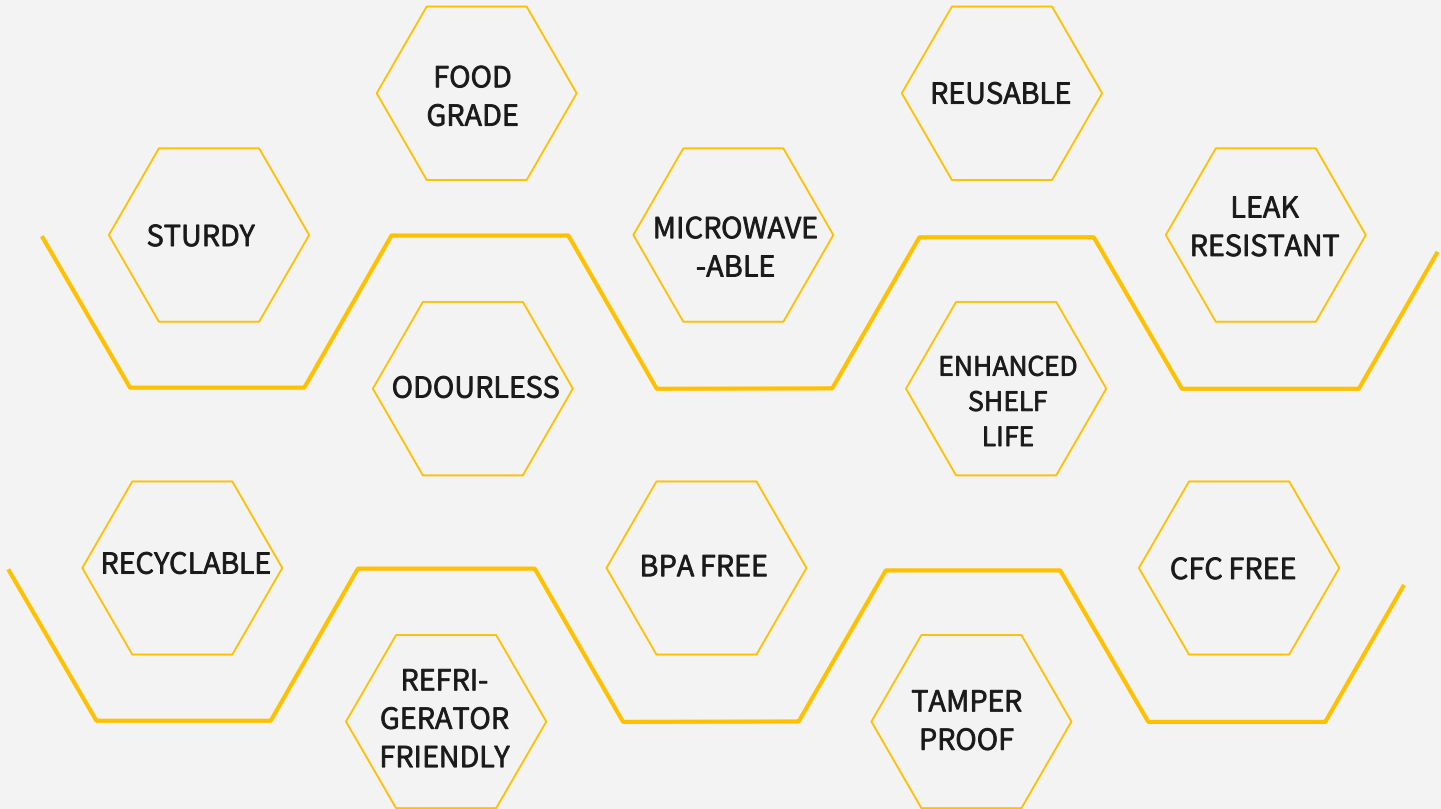 FOOD
GRADE
REUSABLE
STURDY
MICROWAVE
-ABLE
LEAK
RESISTANT
ODOURLESS
ENHANCED
SHELF
LIFE
RECYCLABLE
BPA FREE
CFC FREE
REFRI-
GERATOR
FRIENDLY
TAMPER
PROOF